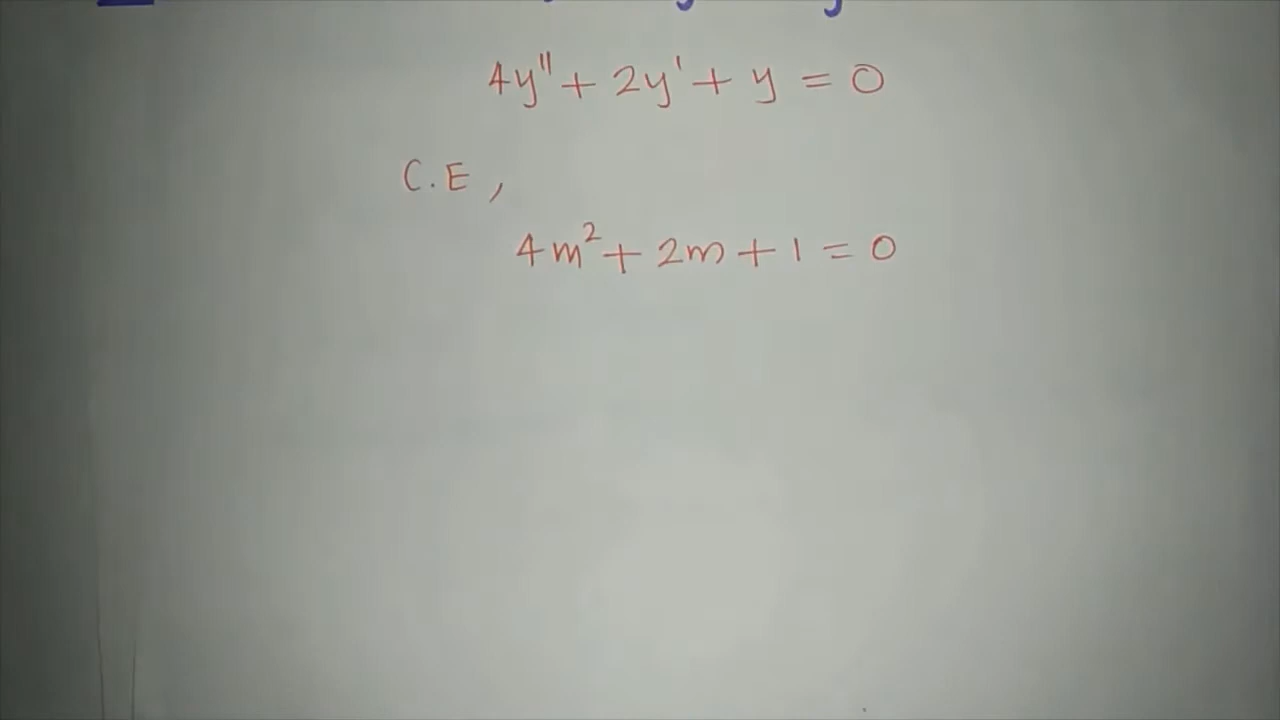 4y'' + 2y' + y = 0
C.E ,
4m² + 2m + 1 = 0